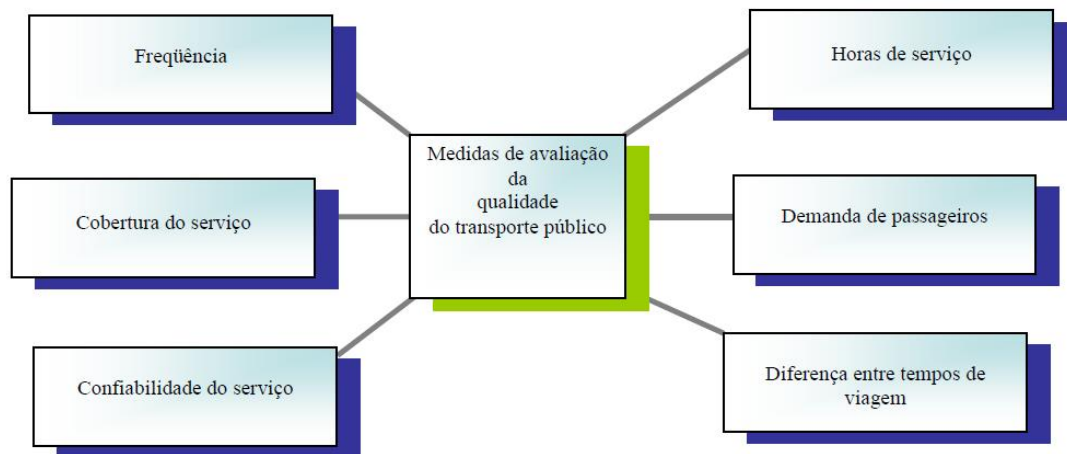 Freqüência
Horas de serviço
Medidas de avaliação
da
qualidade
do transporte público
Cobertura do serviço
Demanda de passageiros
Confiabilidade do serviço
Diferença entre tempos de
viagem